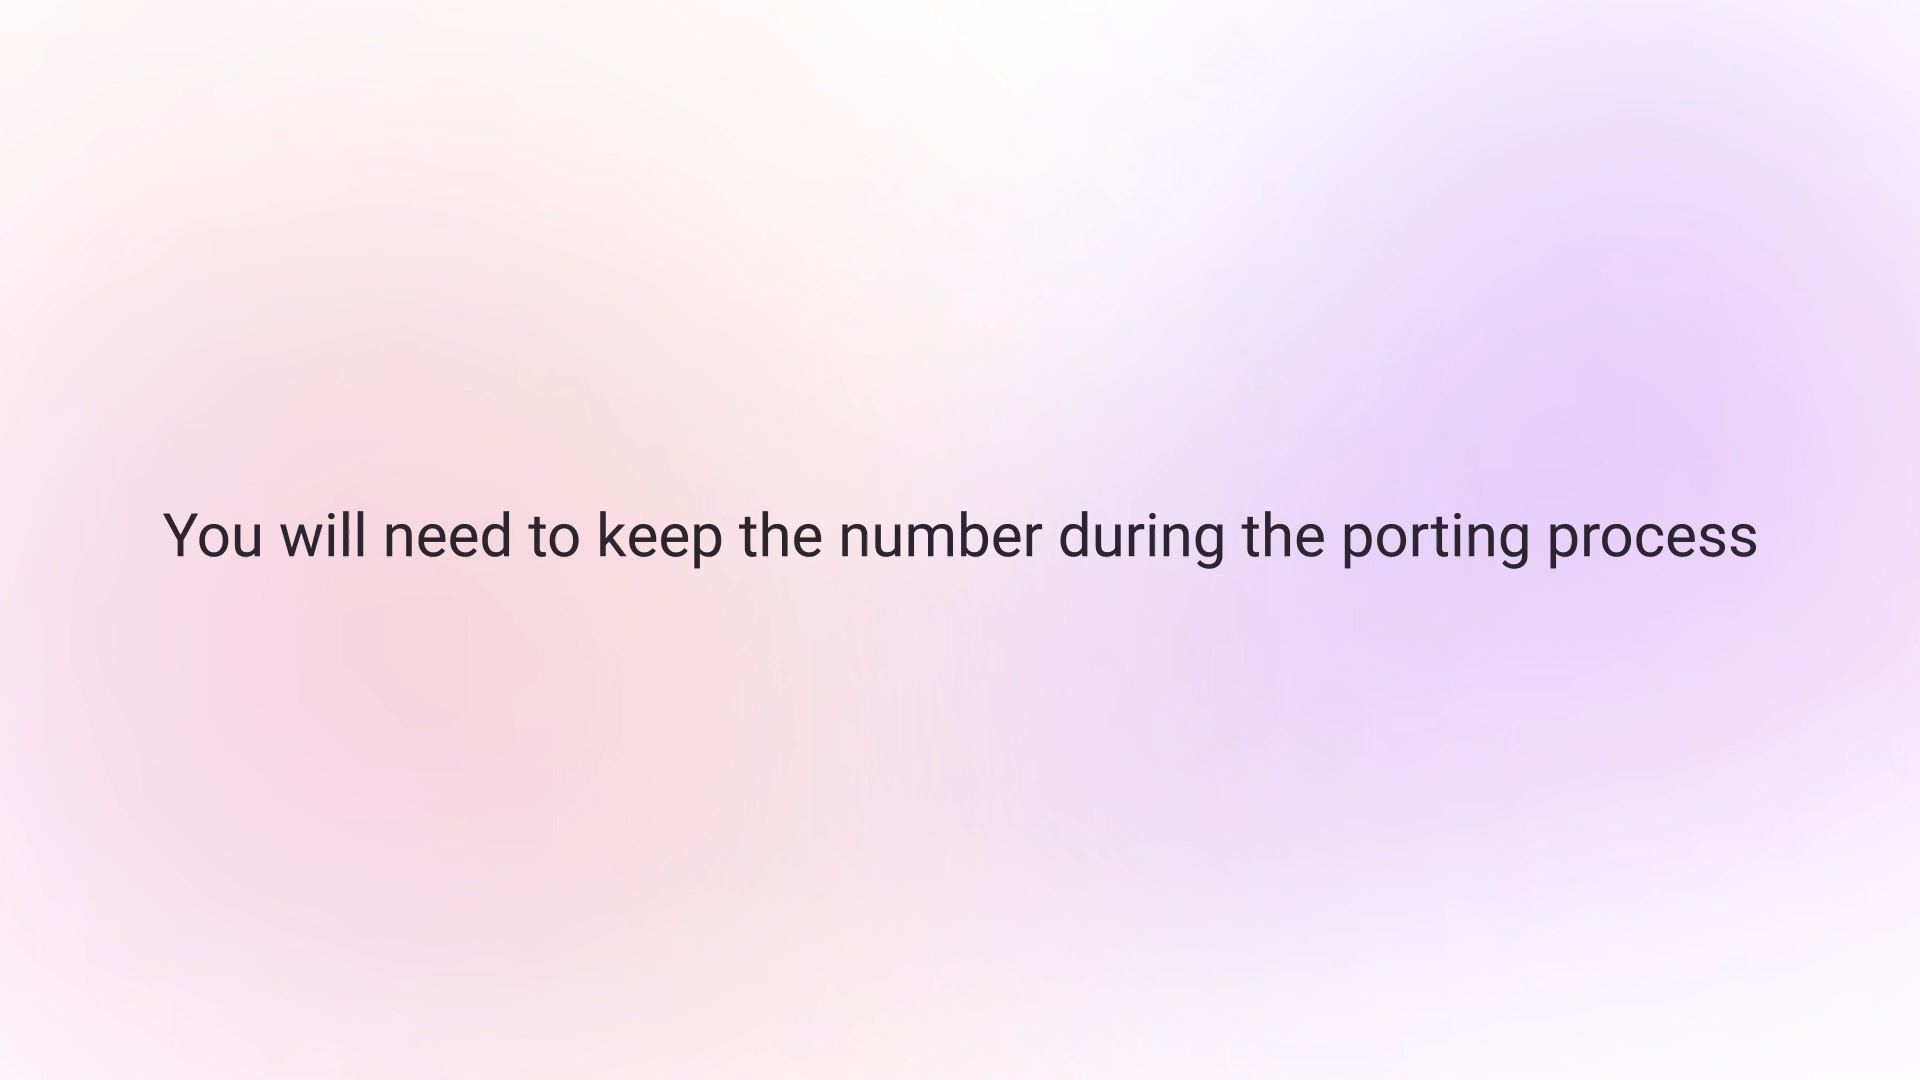 You will need to keep the number during the porting process